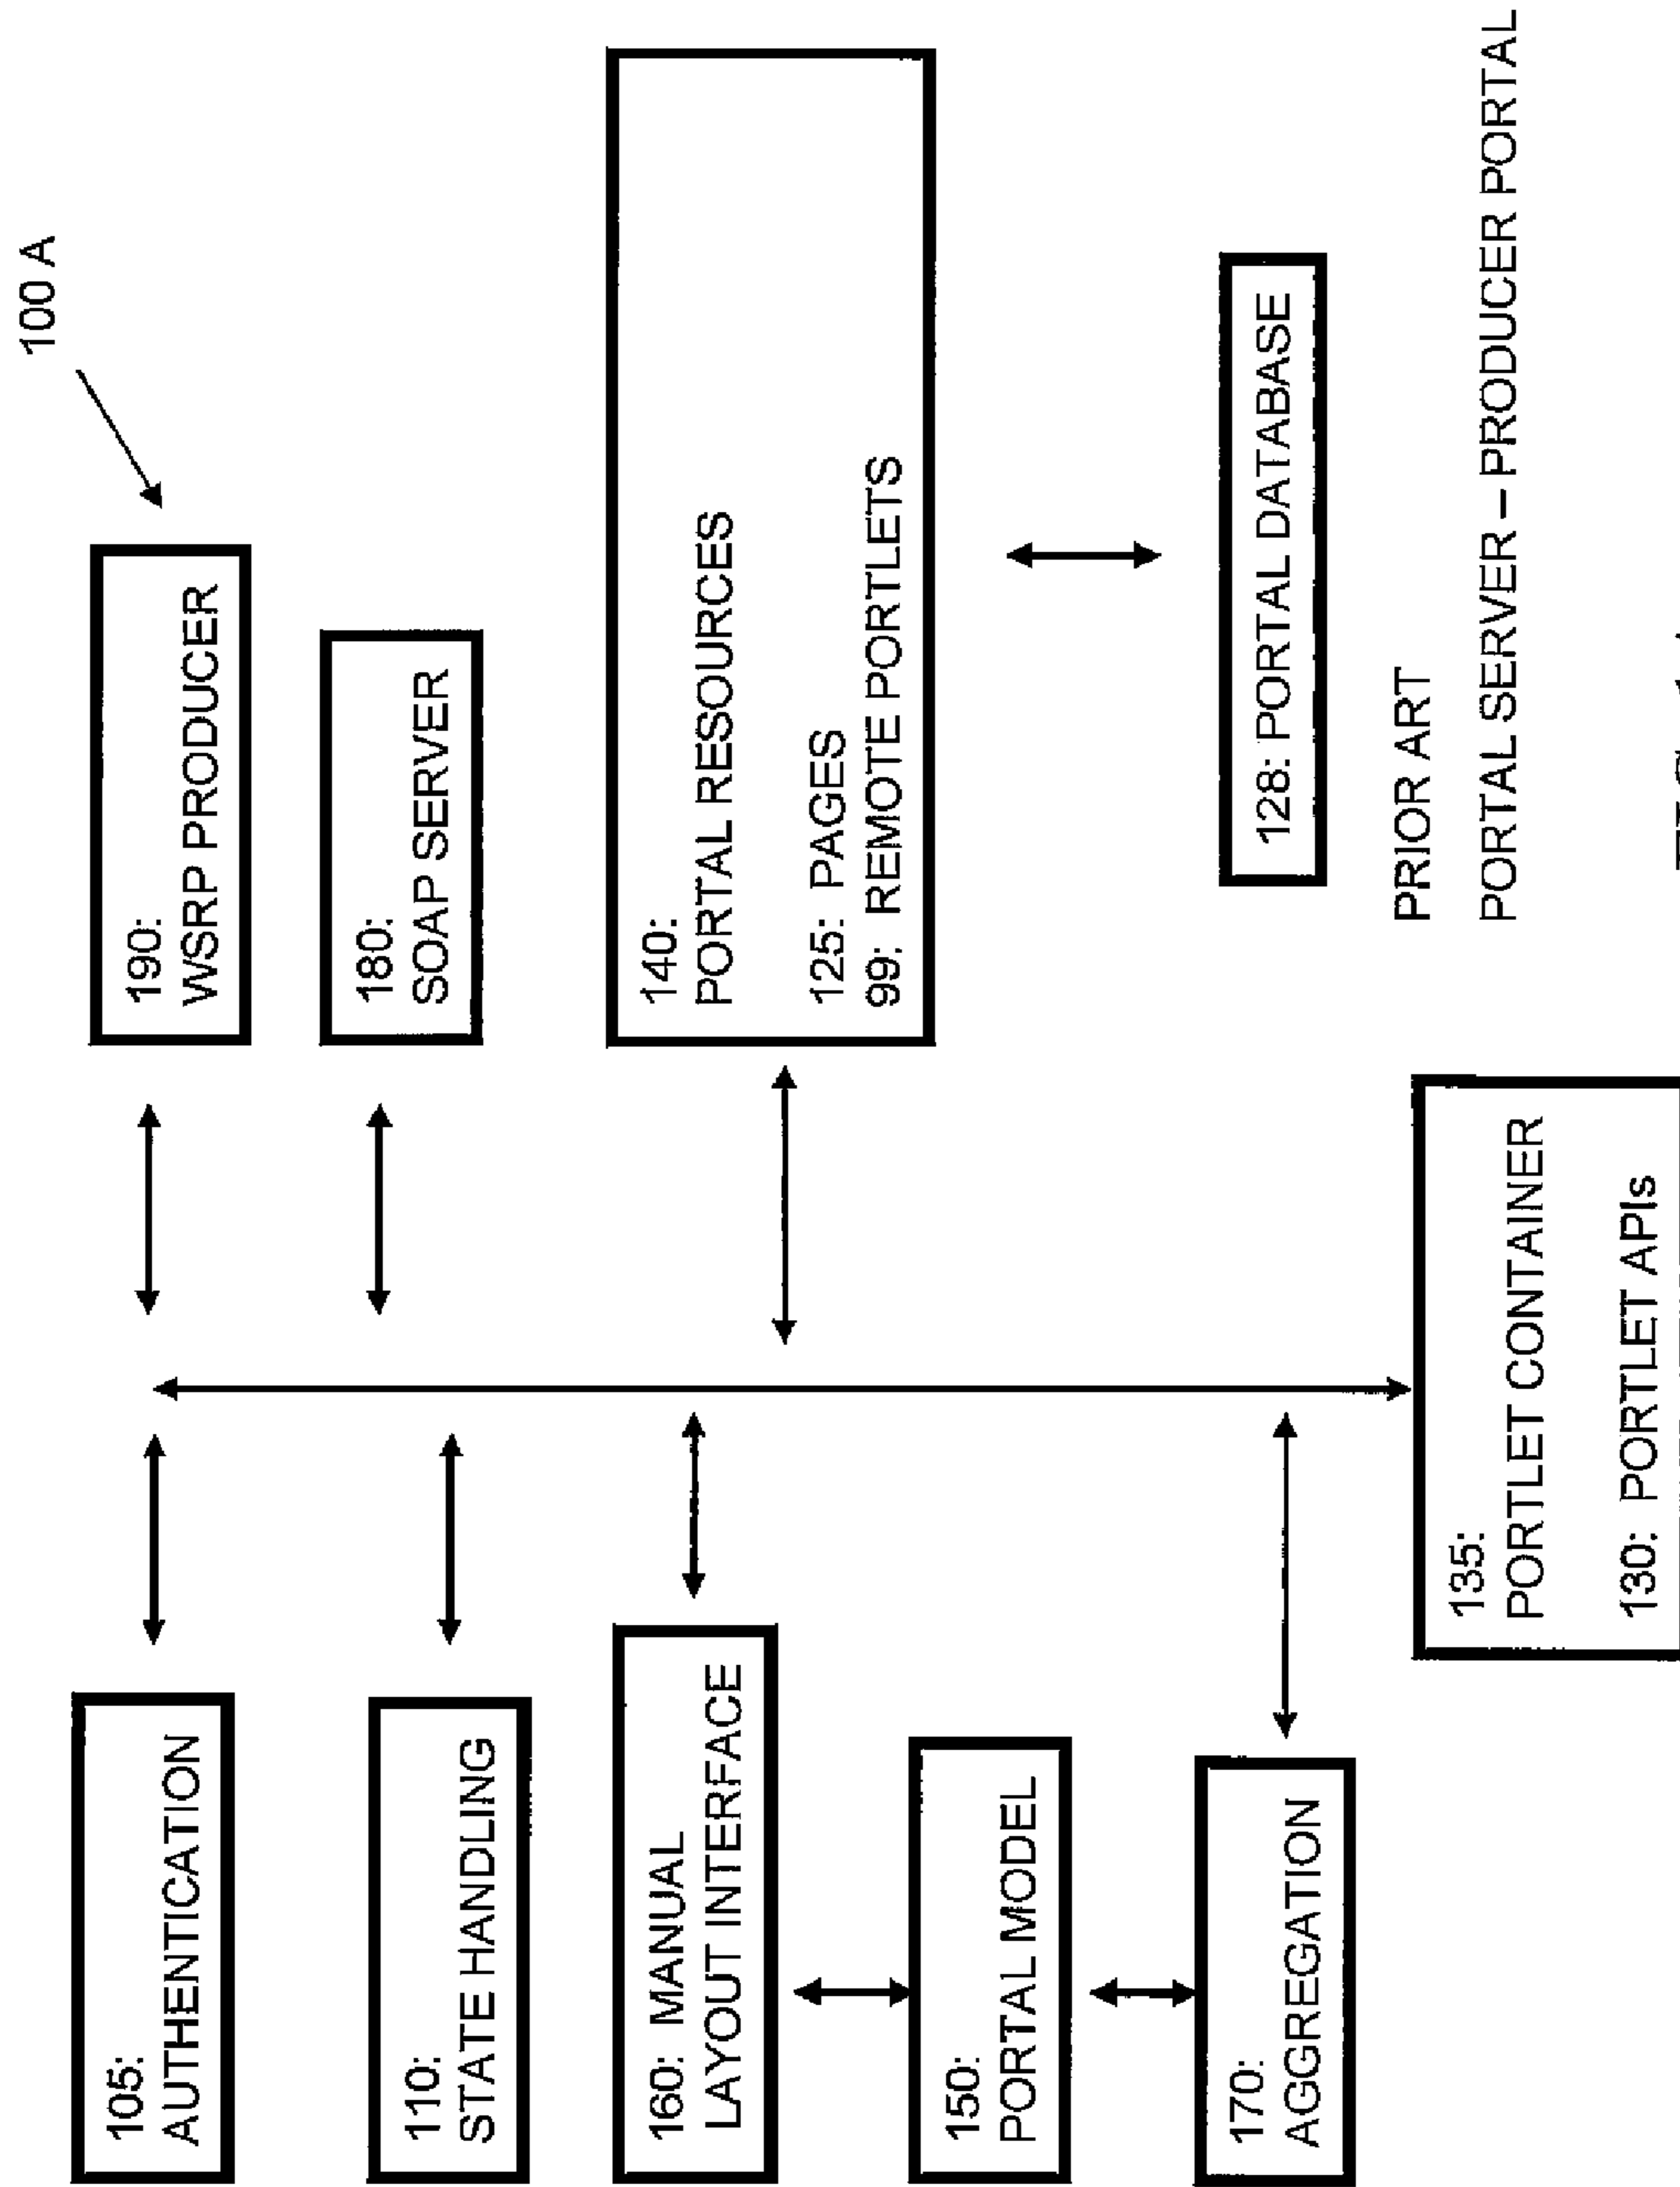 100 A
105:
AUTHENTICATION
110:
STATE HANDLING
160: MANUAL
LAYOUT INTERFACE
150:
PORTAL MODEL
170:
AGGREGATION
190:
WSRP PRODUCER
180:
SOAP SERVER
140:
PORTAL RESOURCES
125: PAGES
99: REMOTE PORTLETS
128: PORTAL DATABASE
135:
PORTLET CONTAINER
130: PORTLET APIs
PRIOR ART
PORTAL SERVER – PRODUCER PORTAL